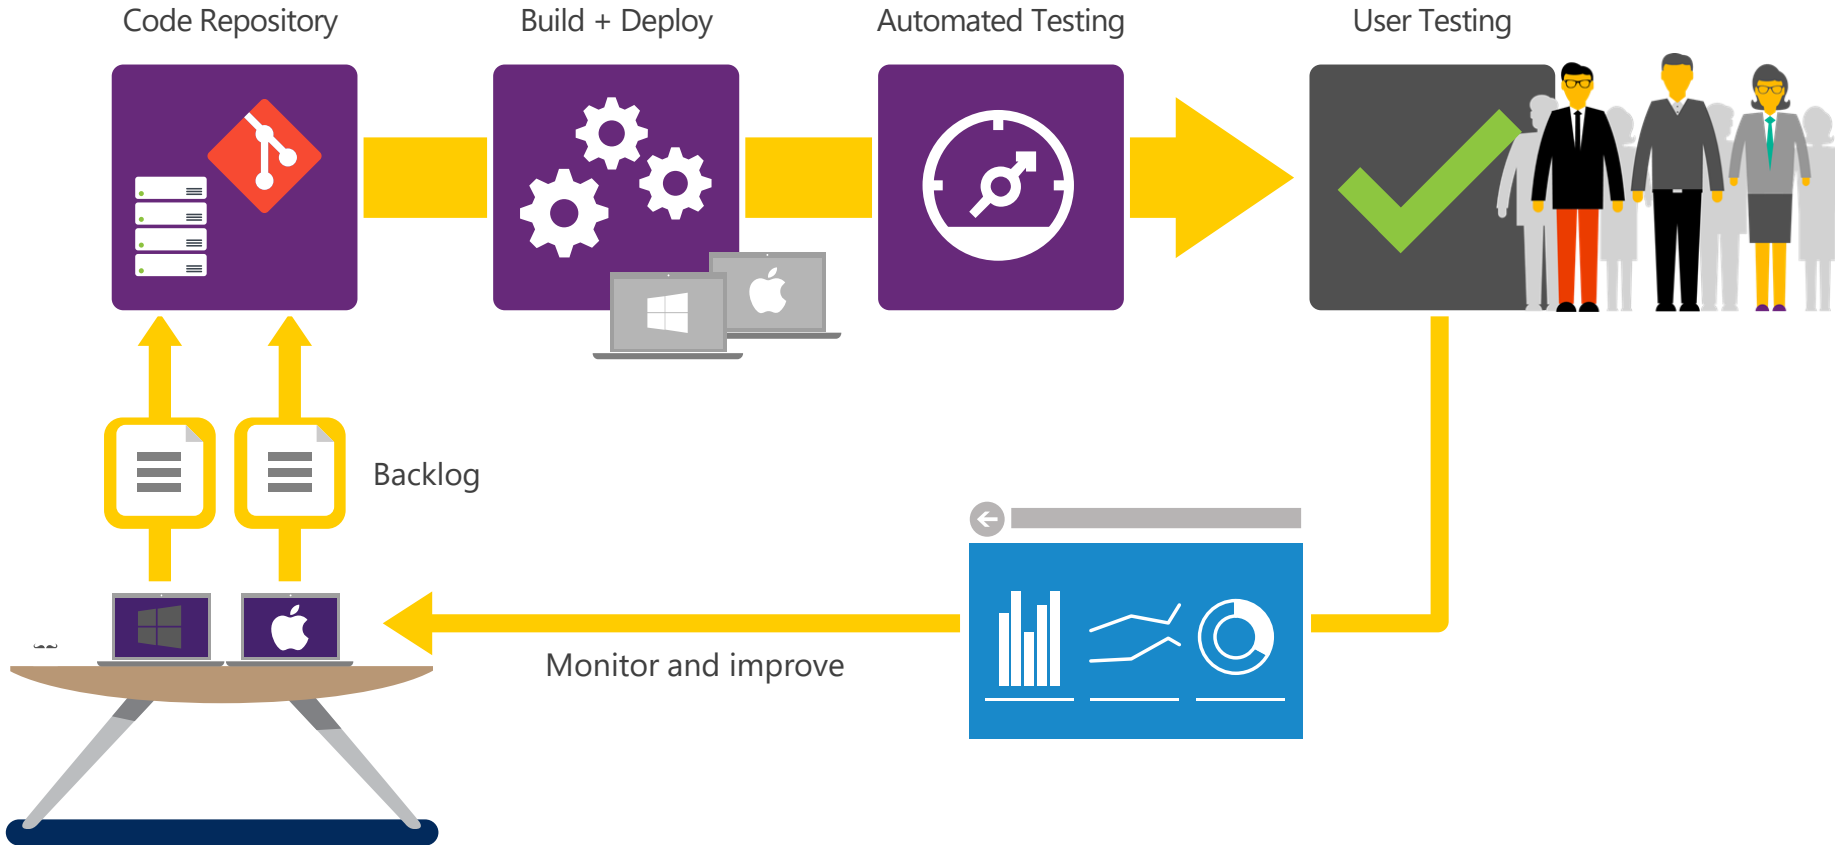 Code Repository
Build + Deploy
Automated Testing
User Testing
Backlog
Monitor and improve